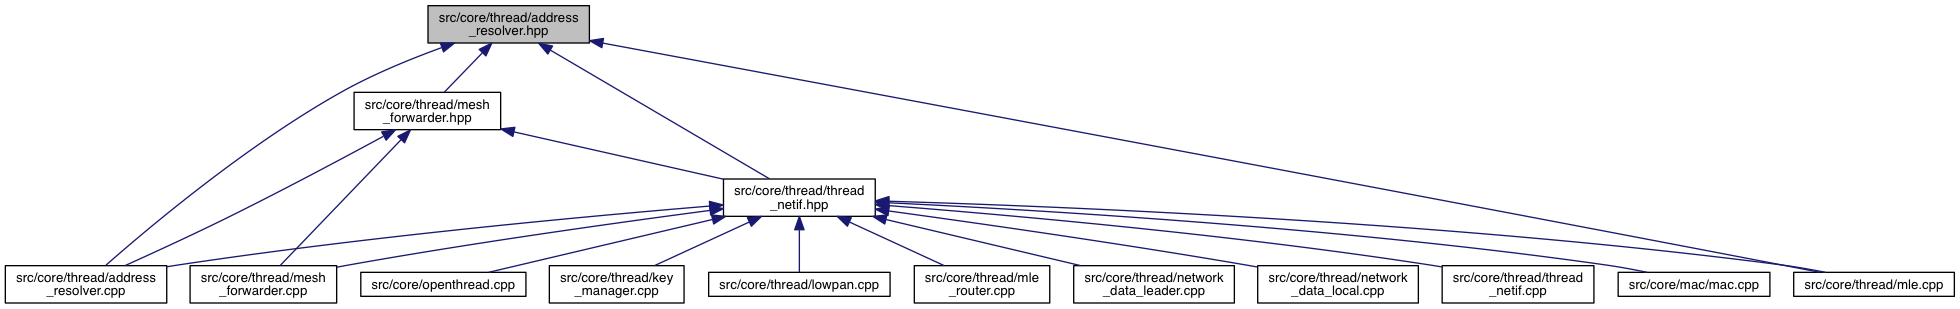 src/core/thread/address
_resolver.hpp
src/core/thread/mesh
_forwarder.hpp
src/core/thread/thread
_netif.hpp
src/core/thread/address
_resolver.cpp
src/core/thread/mesh
_forwarder.cpp
src/core/openthread.cpp
src/core/thread/key
_manager.cpp
src/core/thread/lowpan.cpp
src/core/thread/mle
_router.cpp
src/core/thread/network
_data_leader.cpp
src/core/thread/network
_data_local.cpp
src/core/thread/thread
_netif.cpp
src/core/mac/mac.cpp
src/core/thread/mle.cpp